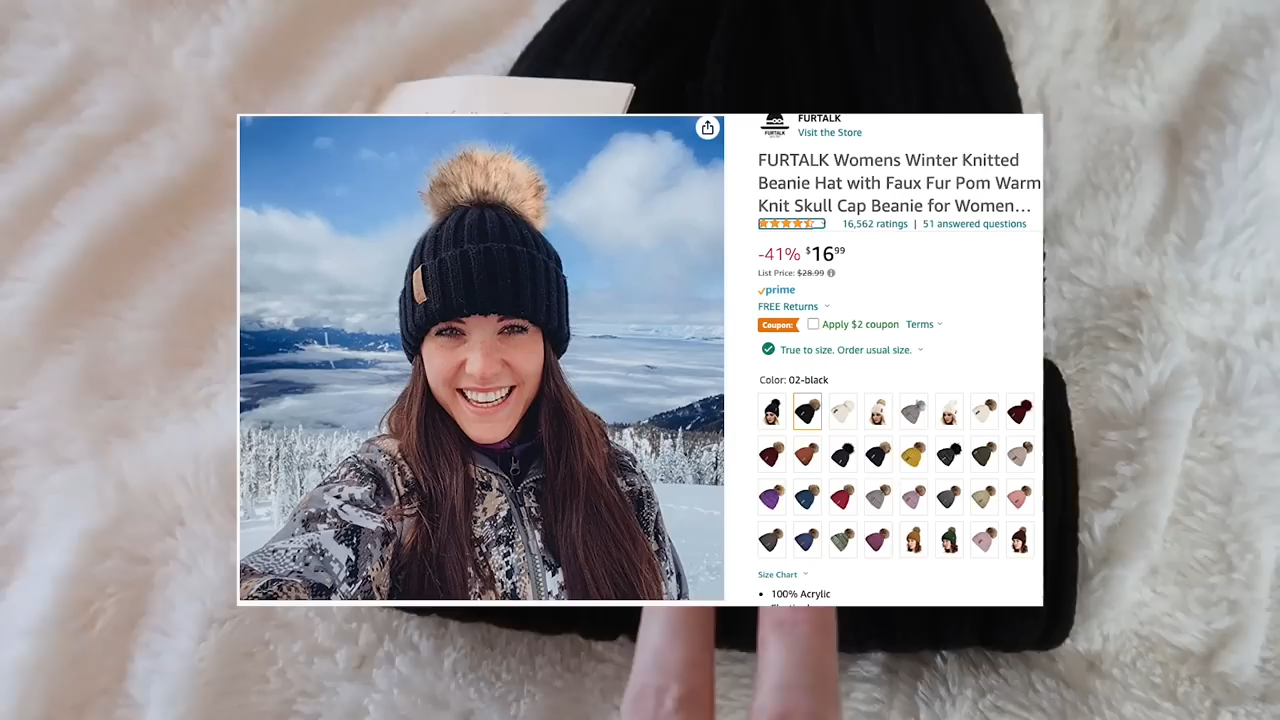 FURTALK
FURTALK
Visit the Store
FURTALK Womens Winter Knitted
Beanie Hat with Faux Fur Pom Warm
Knit Skull Cap Beanie for Women…
16,562 ratings | 51 answered questions
-41% $1699
List Price: $28.99
prime
FREE Returns
Coupon: Apply $2 coupon Terms
True to size. Order usual size.
Color: 02-black
Size Chart
• 100% Acrylic